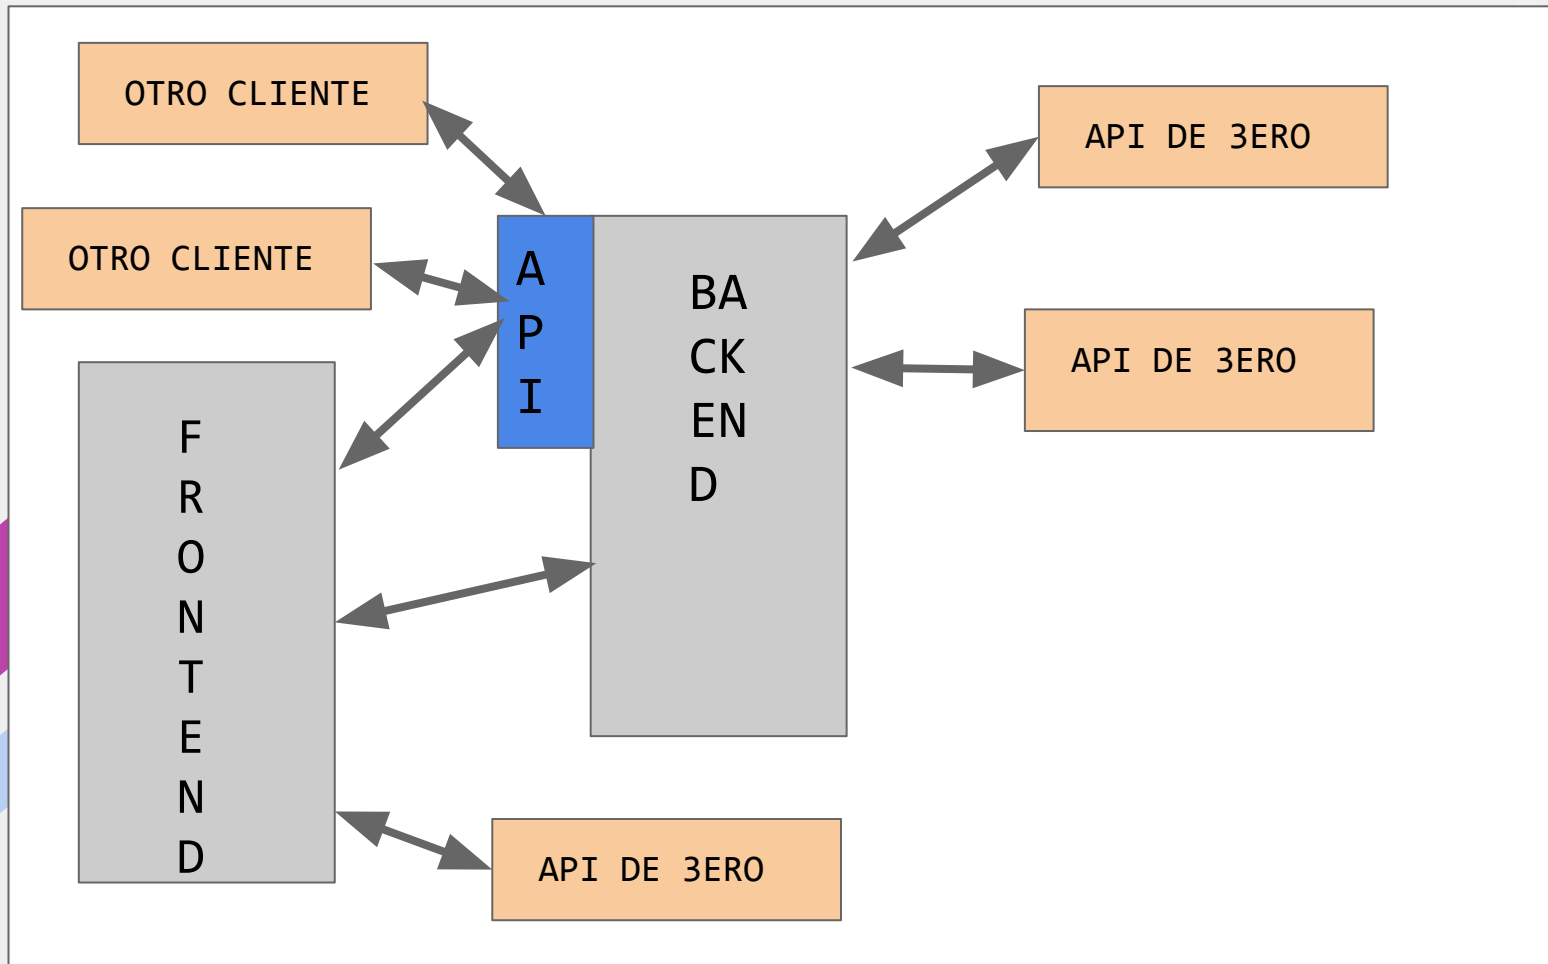 OTRO CLIENTE
API DE 3ERO
OTRO CLIENTE
A
P
I
BA
CK
EN
D
API DE 3ERO
F
R
O
N
T
E
N
D
API DE 3ERO